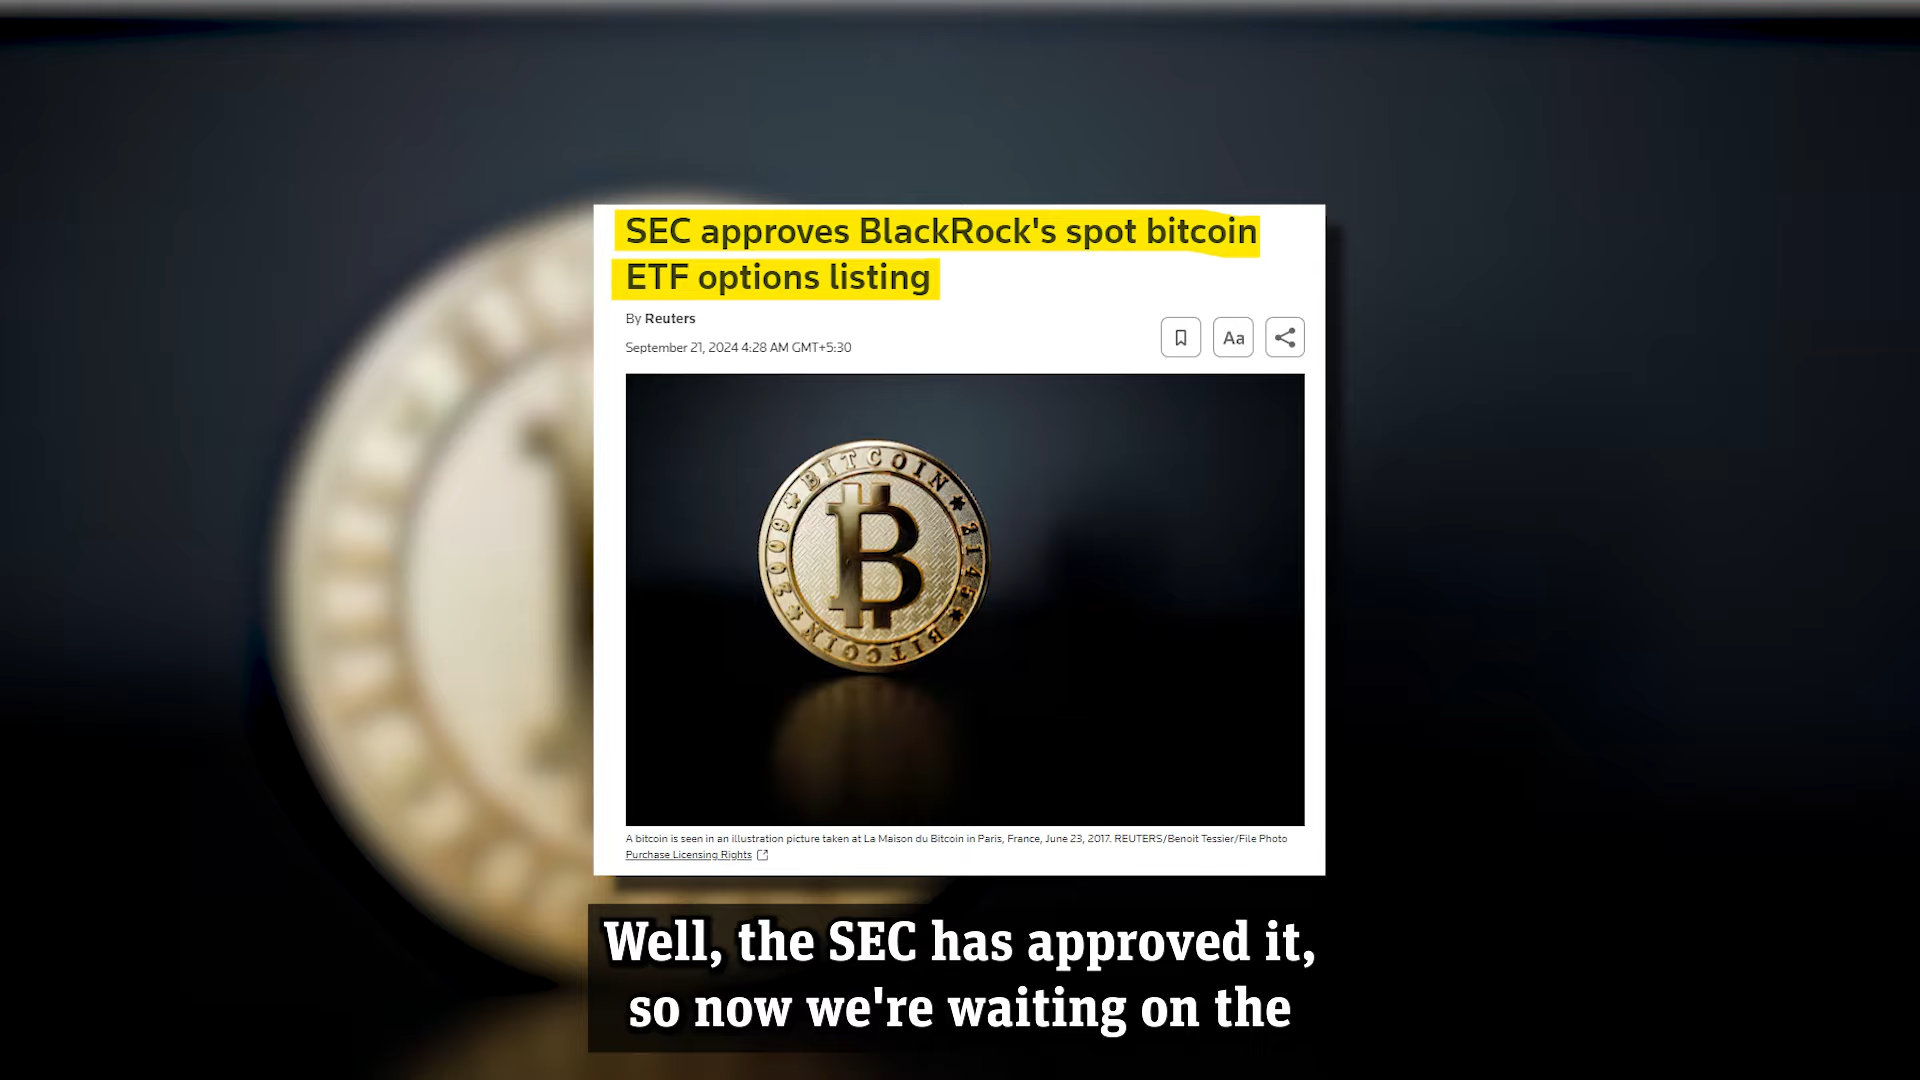 SEC approves BlackRock's spot bitcoin
ETF options listing
By Reuters
September 21, 2024 4:28 AM GMT+5:30
Aa
BITCOIN
2009
2145
BITCOIN
A bitcoin is seen in an illustration picture taken at La Maison du Bitcoin in Paris, France, June 23, 2017. REUTERS/Benoit Tessier/File Photo
Purchase Licensing Rights
Well, the SEC has approved it,
so now we're waiting on the